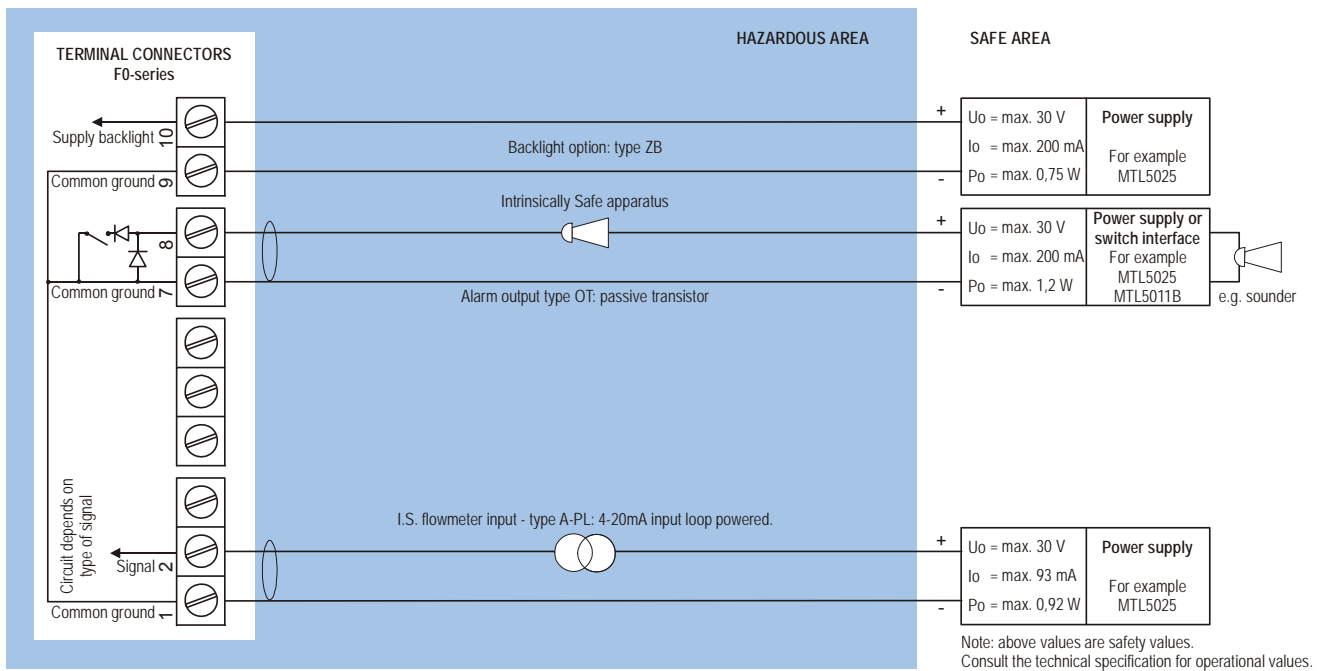 HAZARDOUS AREA
SAFE AREA
TERMINAL CONNECTORS
F0-series
Supply backlight
10
Common ground
9
8
Common ground
7
Circuit depends on
type of signal
Signal
2
Common ground
1
Backlight option: type ZB
Intrinsically Safe apparatus
Alarm output type OT: passive transistor
I.S. flowmeter input - type A-PL: 4-20mA input loop powered.
+
-
Uo = max. 30 V
Io = max. 200 mA
Po = max. 0,75 W
Power supply
For example
MTL5025
+
-
Uo = max. 30 V
Io = max. 200 mA
Po = max. 1,2 W
Power supply or
switch interface
For example
MTL5025
MTL5011B
e.g. sounder
+
-
Uo = max. 30 V
Io = max. 93 mA
Po = max. 0,92 W
Power supply
For example
MTL5025
Note: above values are safety values.
Consult the technical specification for operational values.